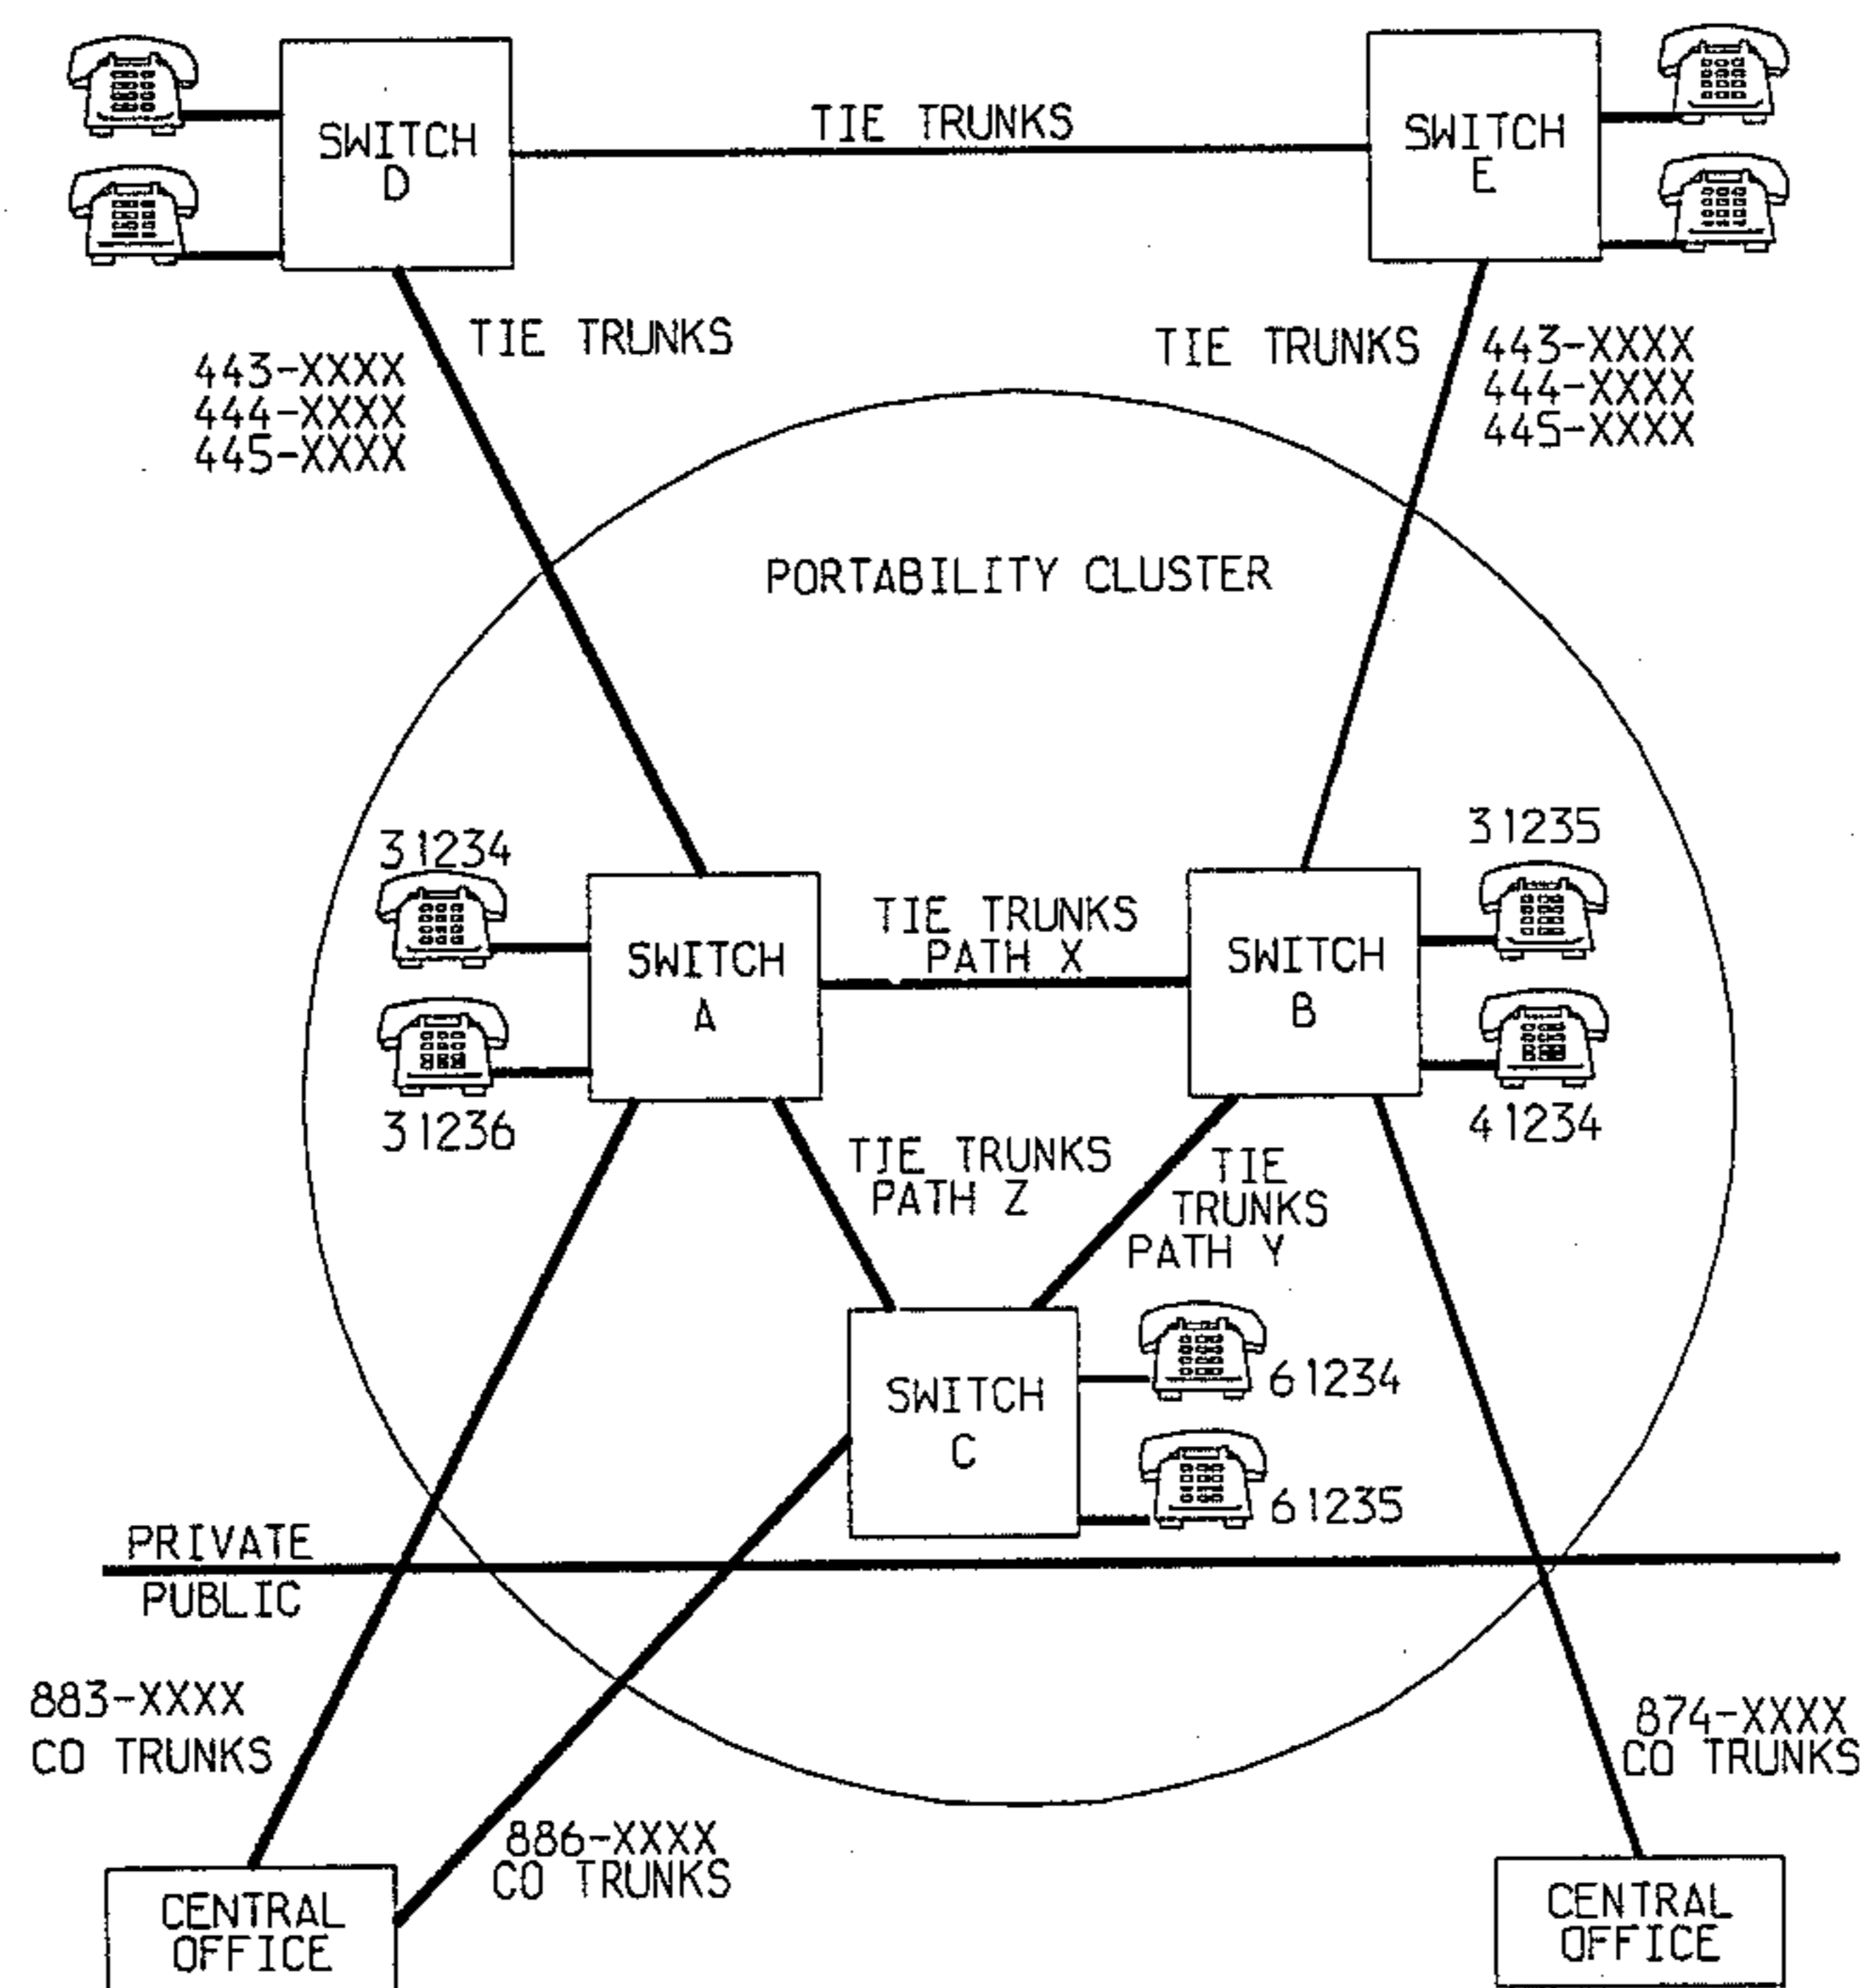 SWITCH
D
TIE TRUNKS
SWITCH
E
TIE TRUNKS
TIE TRUNKS
443-XXXX
444-XXXX
445-XXXX
443-XXXX
444-XXXX
445-XXXX
PORTABILITY CLUSTER
31234
31235
SWITCH
A
TIE TRUNKS
PATH X
SWITCH
B
31236
41234
TIE TRUNKS
PATH Z
TIE
TRUNKS
PATH Y
SWITCH
C
61234
61235
PRIVATE
PUBLIC
883-XXXX
CO TRUNKS
874-XXXX
CO TRUNKS
886-XXXX
CO TRUNKS
CENTRAL
OFFICE
CENTRAL
OFFICE